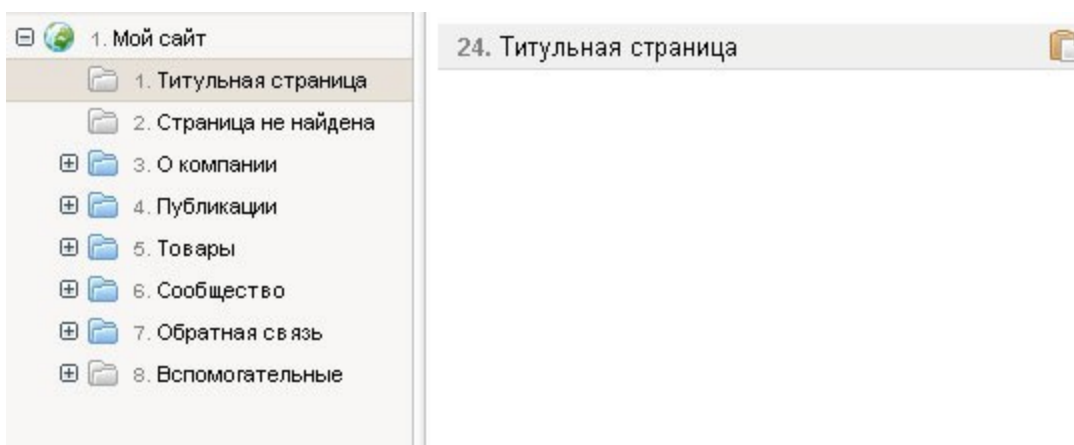 1. Мой сайт
1. Титульная страница
2. Страница не найдена
3. О компании
4. Публикации
5. Товары
6. Сообщество
7. Обратная связь
8. Вспомогательные
24. Титульная страница